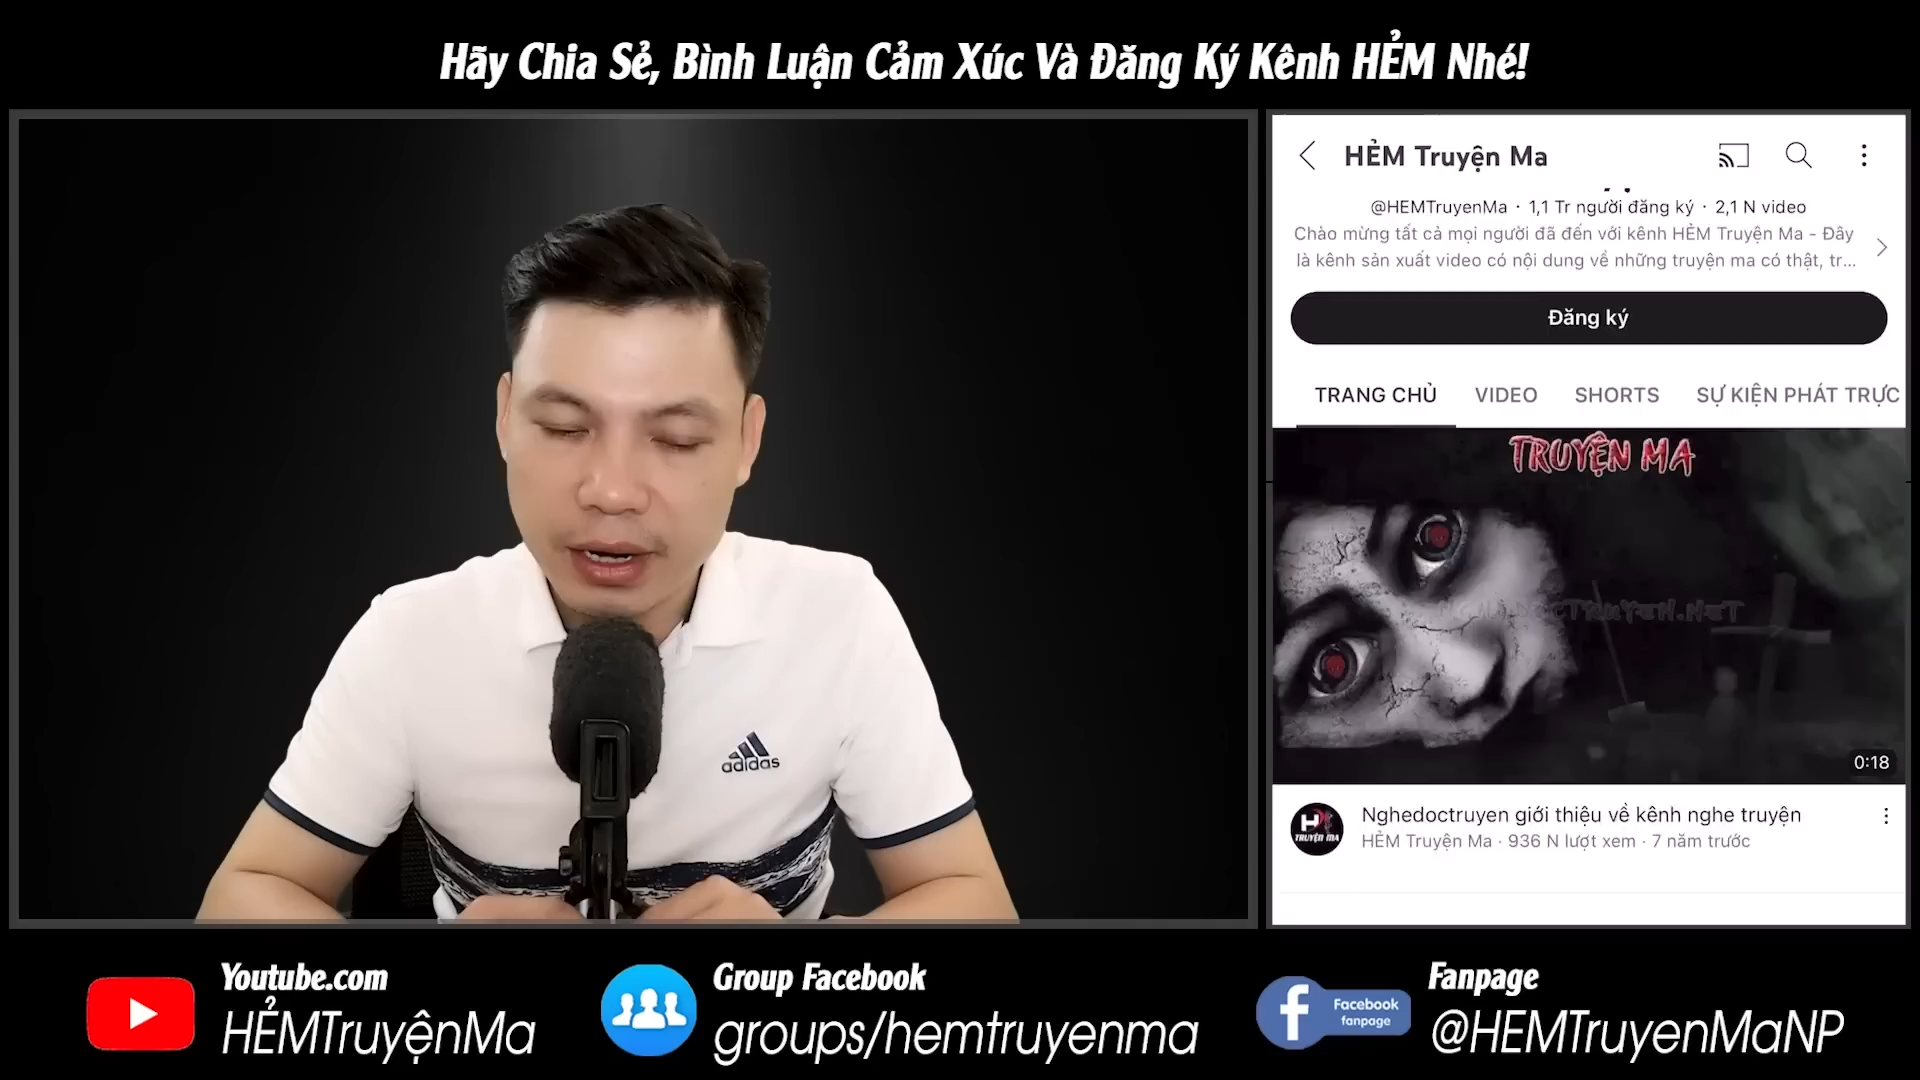 Hãy Chia Sẻ, Bình Luận Cảm Xúc Và Đăng Ký Kênh HẺM Nhé!
adidas
HẺM Truyện Ma
@HEMTruyenMa · 1,1 Tr người đăng ký · 2,1 N video
Chào mừng tất cả mọi người đã đến với kênh HẺM Truyện Ma - Đây
là kênh sản xuất video có nội dung về những truyện ma có thật, tr...
Đăng ký
TRANG CHỦ VIDEO SHORTS SỰ KIỆN PHÁT TRỰC
TRUYỆN MA
NGHEDOCTRUYEN.NET
0:18
H
TRUYỆN MA
Nghedoctruyen giới thiệu về kênh nghe truyện
HẺM Truyện Ma · 936 N lượt xem · 7 năm trước
Youtube.com
HẺMTruyệnMa
Group Facebook
groups/hemtruyenma
f Facebook
fanpage
Fanpage
@HEMTruyenMaNP